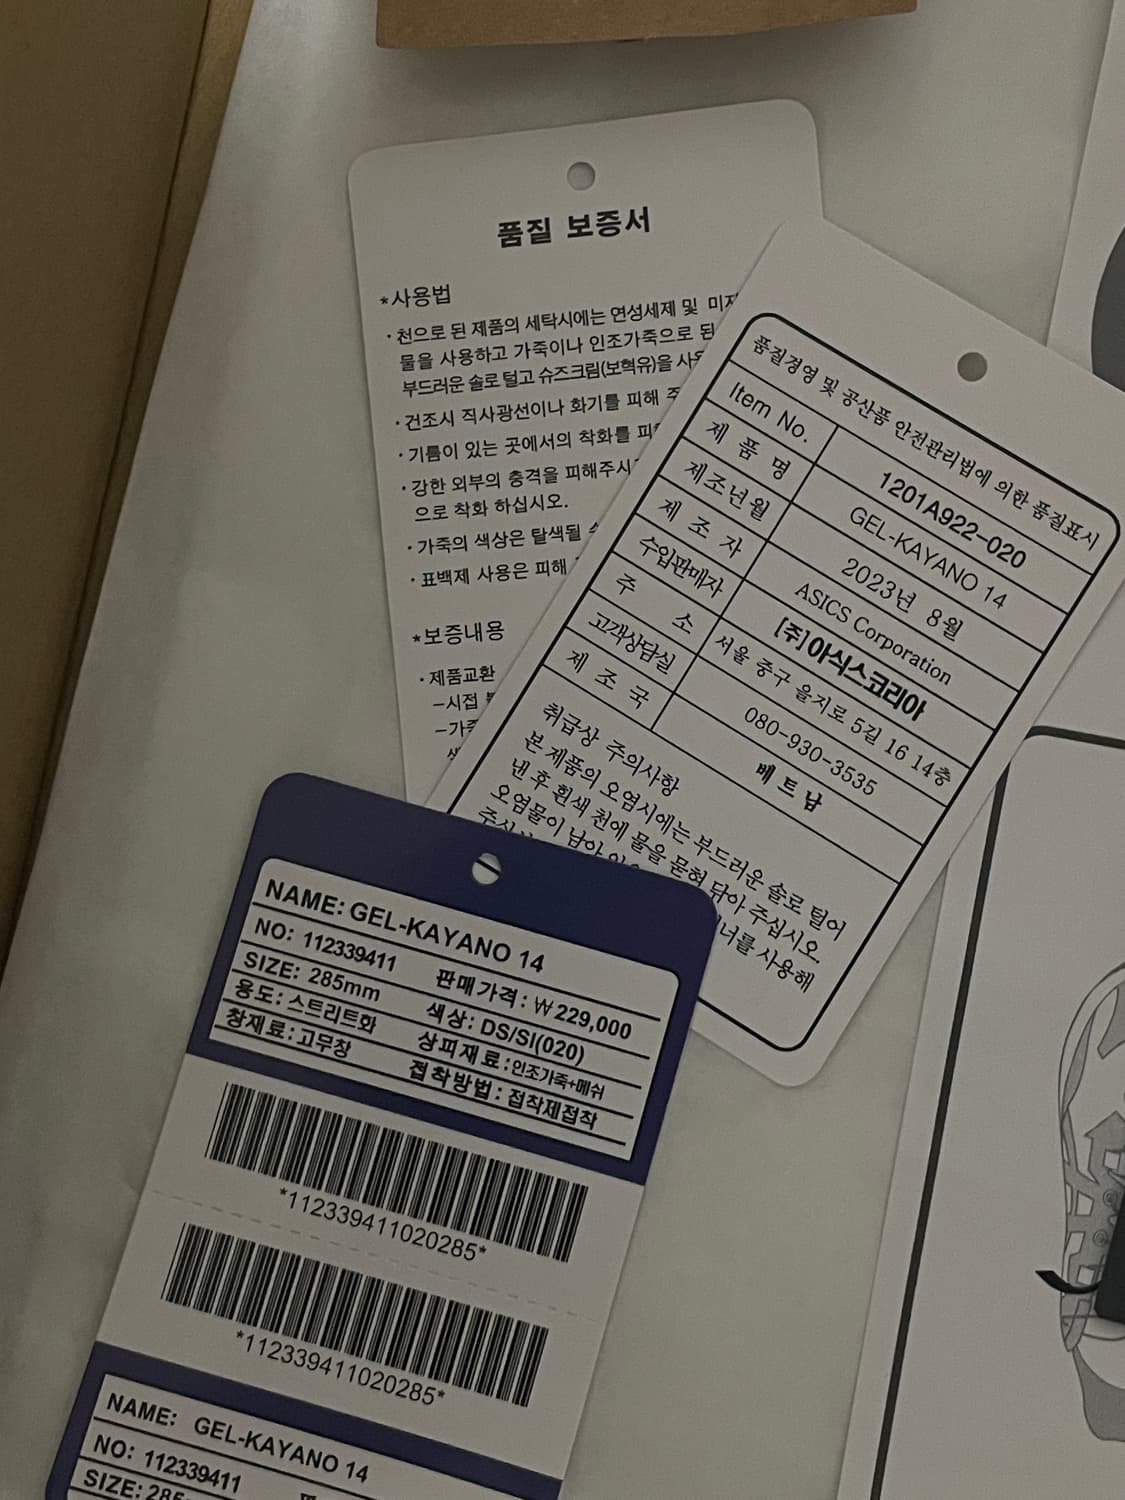 품질 보증서
*사용법
· 천으로 된 제품의 세탁시에는 연성세제 및
물을 사용하고 가죽이나 인조가죽으로 된
부드러운 솔로 털고 슈즈크림(보혁유)을
· 건조시 직사광선이나 화기를 피해
· 기름이 있는 곳에서의 착화를
· 강한 외부의 충격을 피해주시
으로 착화 하십시오.
· 가죽의 색상은 탈색될
· 표백제 사용은 피해
*보증내용
· 제품교환
-시접
품질경영 및 공산품 안전관리법에 의한 품질표시
Item No. 1201A922-020
제 품 명 GEL-KAYANO 14
제조년월 2023년 8월
제 조 자 ASICS Corporation
수입판매자 [주]아식스코리아
주 소 서울 중구 을지로 5길 16 14층
고객상담실 080-930-3535
제 조 국 베트남
취급상 주의사항
본 제품의 오염시에는 부드러운 솔로 털어
낸 후 흰색 천에 물을 묻혀 닦아 주십시오.
오염물이 남아 사용해
NAME: GEL-KAYANO 14
NO: 112339411 판매가격: ₩229,000
SIZE: 285mm 색상: DS/SI(020)
용도: 스트리트화 상피재료: 인조가죽+메쉬
창재료: 고무창 접착방법: 접착제접착
*112339411020285*
*112339411020285*
NAME: GEL-KAYANO 14
NO: 112339411
SIZE: